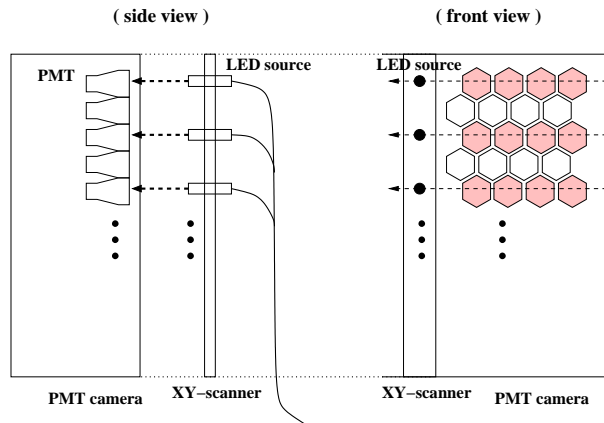 ( side view )
( front view )
PMT
LED source
LED source
PMT camera
XY−scanner
XY−scanner
PMT camera